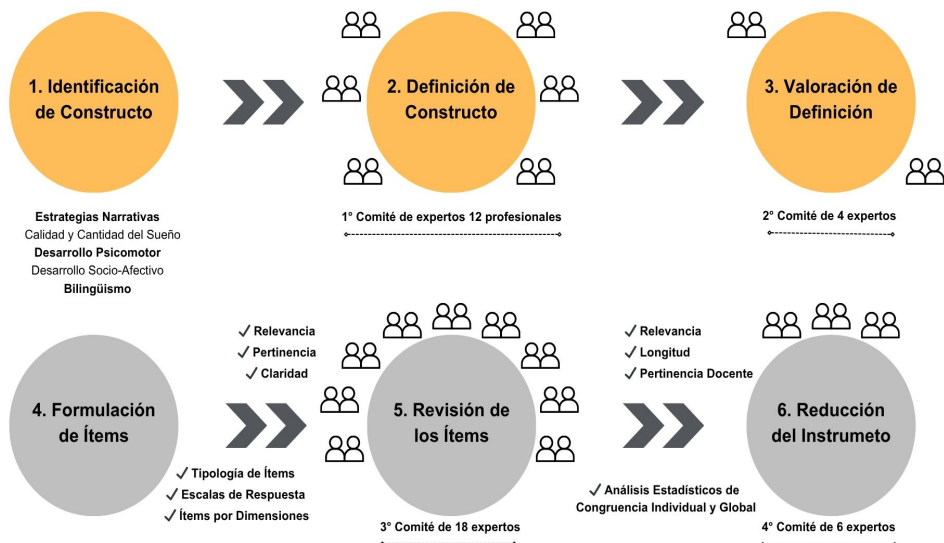 1. Identificación
de Constructo
2. Definición de
Constructo
3. Valoración de
Definición
Estrategias Narrativas
Calidad y Cantidad del Sueño
Desarrollo Psicomotor
Desarrollo Socio-Afectivo
Bilingüismo
1° Comité de expertos 12 profesionales
2° Comité de 4 expertos
4. Formulación
de Ítems
✓ Relevancia
✓ Pertinencia
✓ Claridad
✓ Tipología de Ítems
✓ Escalas de Respuesta
✓ Ítems por Dimensiones
5. Revisión de
los Ítems
3° Comité de 18 expertos
✓ Relevancia
✓ Longitud
✓ Pertinencia Docente
✓ Análisis Estadísticos de
Congruencia Individual y Global
6. Reducción
del Instrumeto
4° Comité de 6 expertos